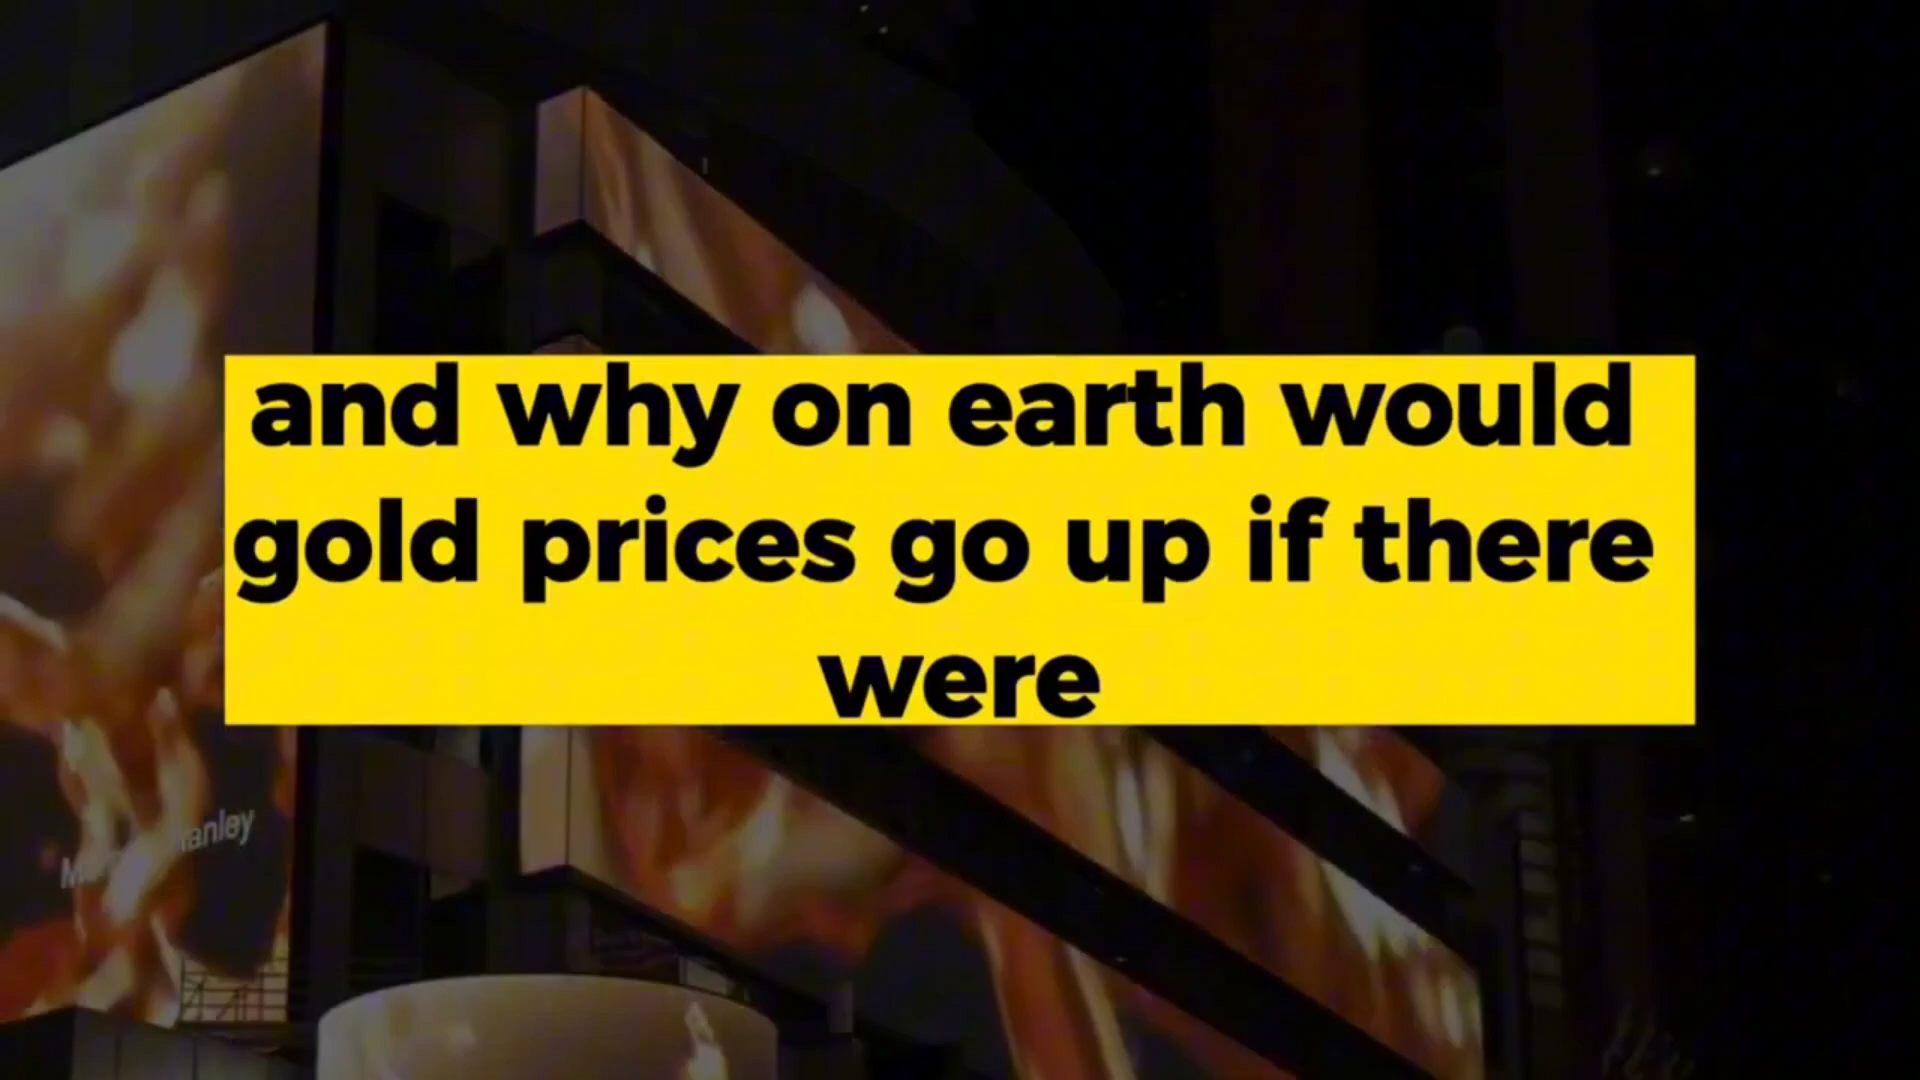 and why on earth would
gold prices go up if there
were